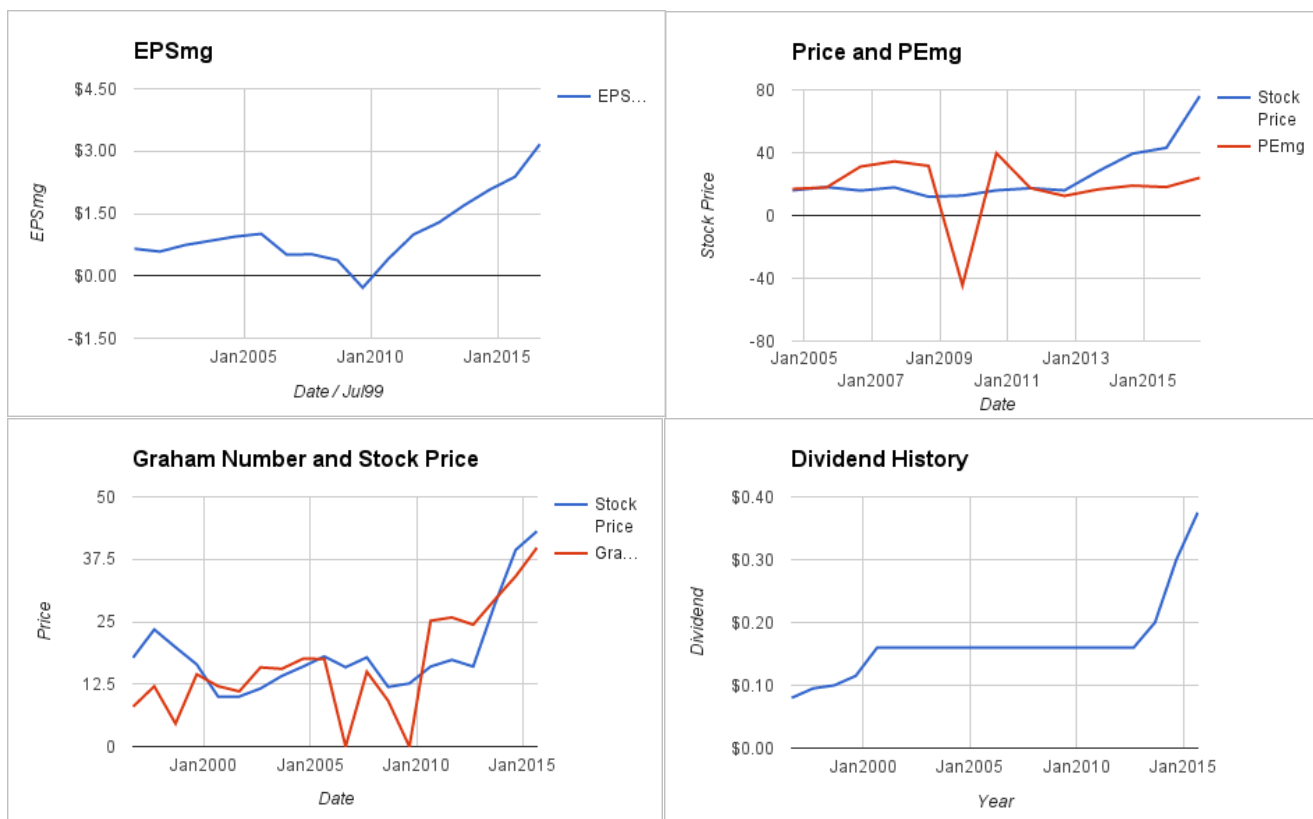 EPSmg
$4.50
$3.00
$1.50
$0.00
-$1.50
EPSmg
Jan2005
Jan2010
Jan2015
Date / Jul99
EPS...
Price and PEmg
80
40
0
-40
-80
Stock Price
Jan2005
Jan2007
Jan2009
Jan2011
Jan2013
Jan2015
Date
Stock
Price
PEmg
Graham Number and Stock Price
50
37.5
25
12.5
0
Price
Jan2000
Jan2005
Jan2010
Jan2015
Date
Stock
Price
Gra...
Dividend History
$0.40
$0.30
$0.20
$0.10
$0.00
Dividend
Jan2000
Jan2005
Jan2010
Jan2015
Year